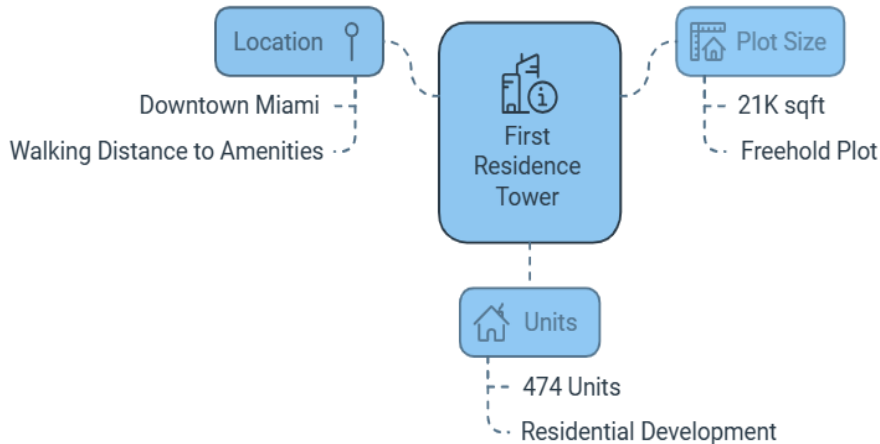 Location
Downtown Miami
Walking Distance to Amenities
First
Residence
Tower
Plot Size
21K sqft
Freehold Plot
Units
474 Units
Residential Development